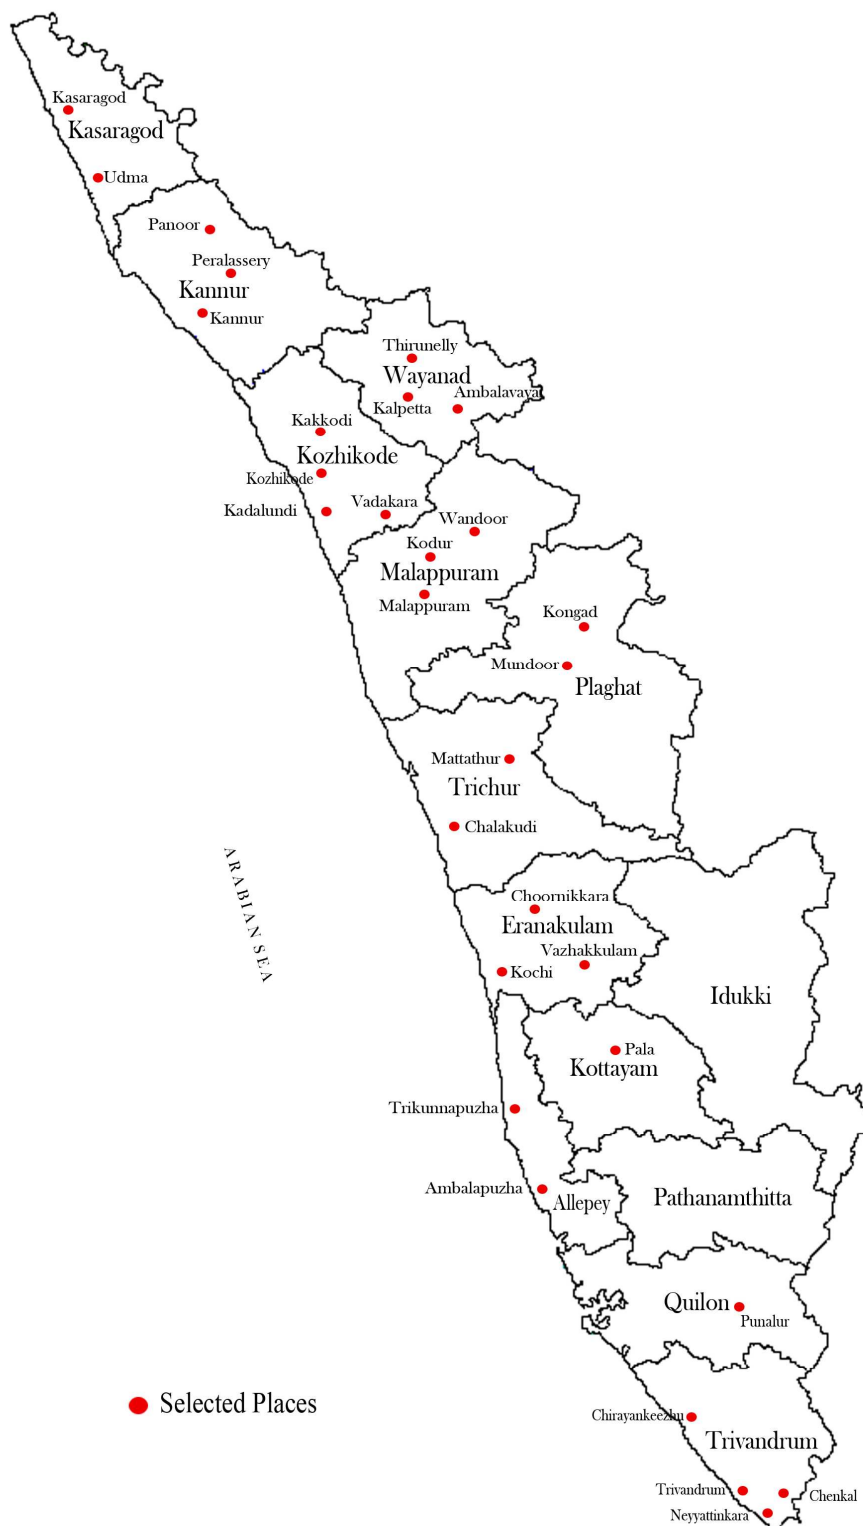 Kasaragod
Kasaragod
Udma
Panoor
Peralassery
Kannur
Kannur
Thirunelly
Wayanad
Ambalavayal
Kalpetta
Kakkodi
Kozhikode
Kozhikode
Kadalundi
Vadakara
Wandoor
Kodur
Malappuram
Malappuram
Kongad
Mundoor
Plaghat
Mattathur
Trichur
Chalakudi
ARABIAN SEA
Choornikkara
Eranakulam
Vazhakkulam
Kochi
Idukki
Pala
Kottayam
Trikunnapuzha
Ambalapuzha
Allepey
Pathanamthitta
Quilon
Punalur
Selected Places
Chirayankeezhu
Trivandrum
Trivandrum
Chenkal
Neyyattinkara